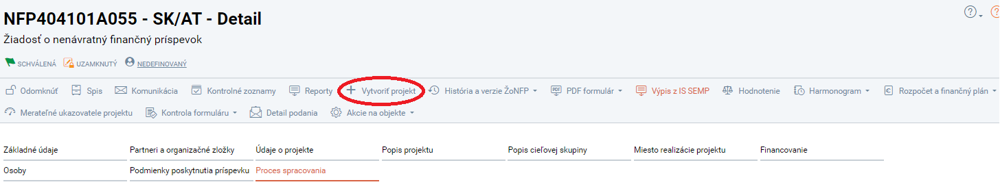 NFP404101A055 - SK/AT - Detail
Žiadosť o nenávratný finančný príspevok
SCHVÁLENÁ UZAMKNUTÝ NEDEFINOVANÝ
Odomknúť Spis Komunikácia Kontrolné zoznamy Reporty Vytvoriť projekt História a verzie ŽoNFP PDF formulár Výpis z IS SEMP Hodnotenie Harmonogram Rozpočet a finančný plán
Merateľné ukazovatele projektu Kontrola formuláru Detail podania Akcie na objekte
Základné údaje Partneri a organizačné zložky Údaje o projekte Popis projektu Popis cieľovej skupiny Miesto realizácie projektu Financovanie
Osoby Podmienky poskytnutia príspevku Proces spracovania